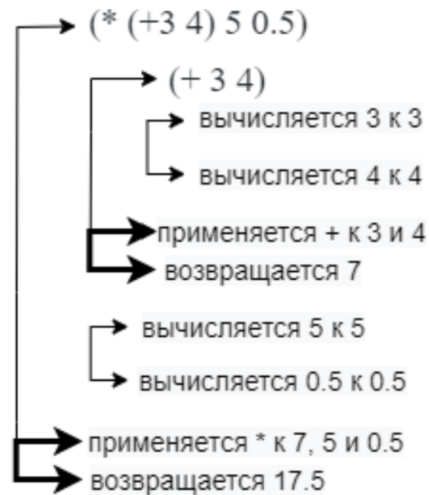 (* (+3 4) 5 0.5)
(+ 3 4)
вычисляется 3 к 3
вычисляется 4 к 4
применяется + к 3 и 4
возвращается 7
вычисляется 5 к 5
вычисляется 0.5 к 0.5
применяется * к 7, 5 и 0.5
возвращается 17.5